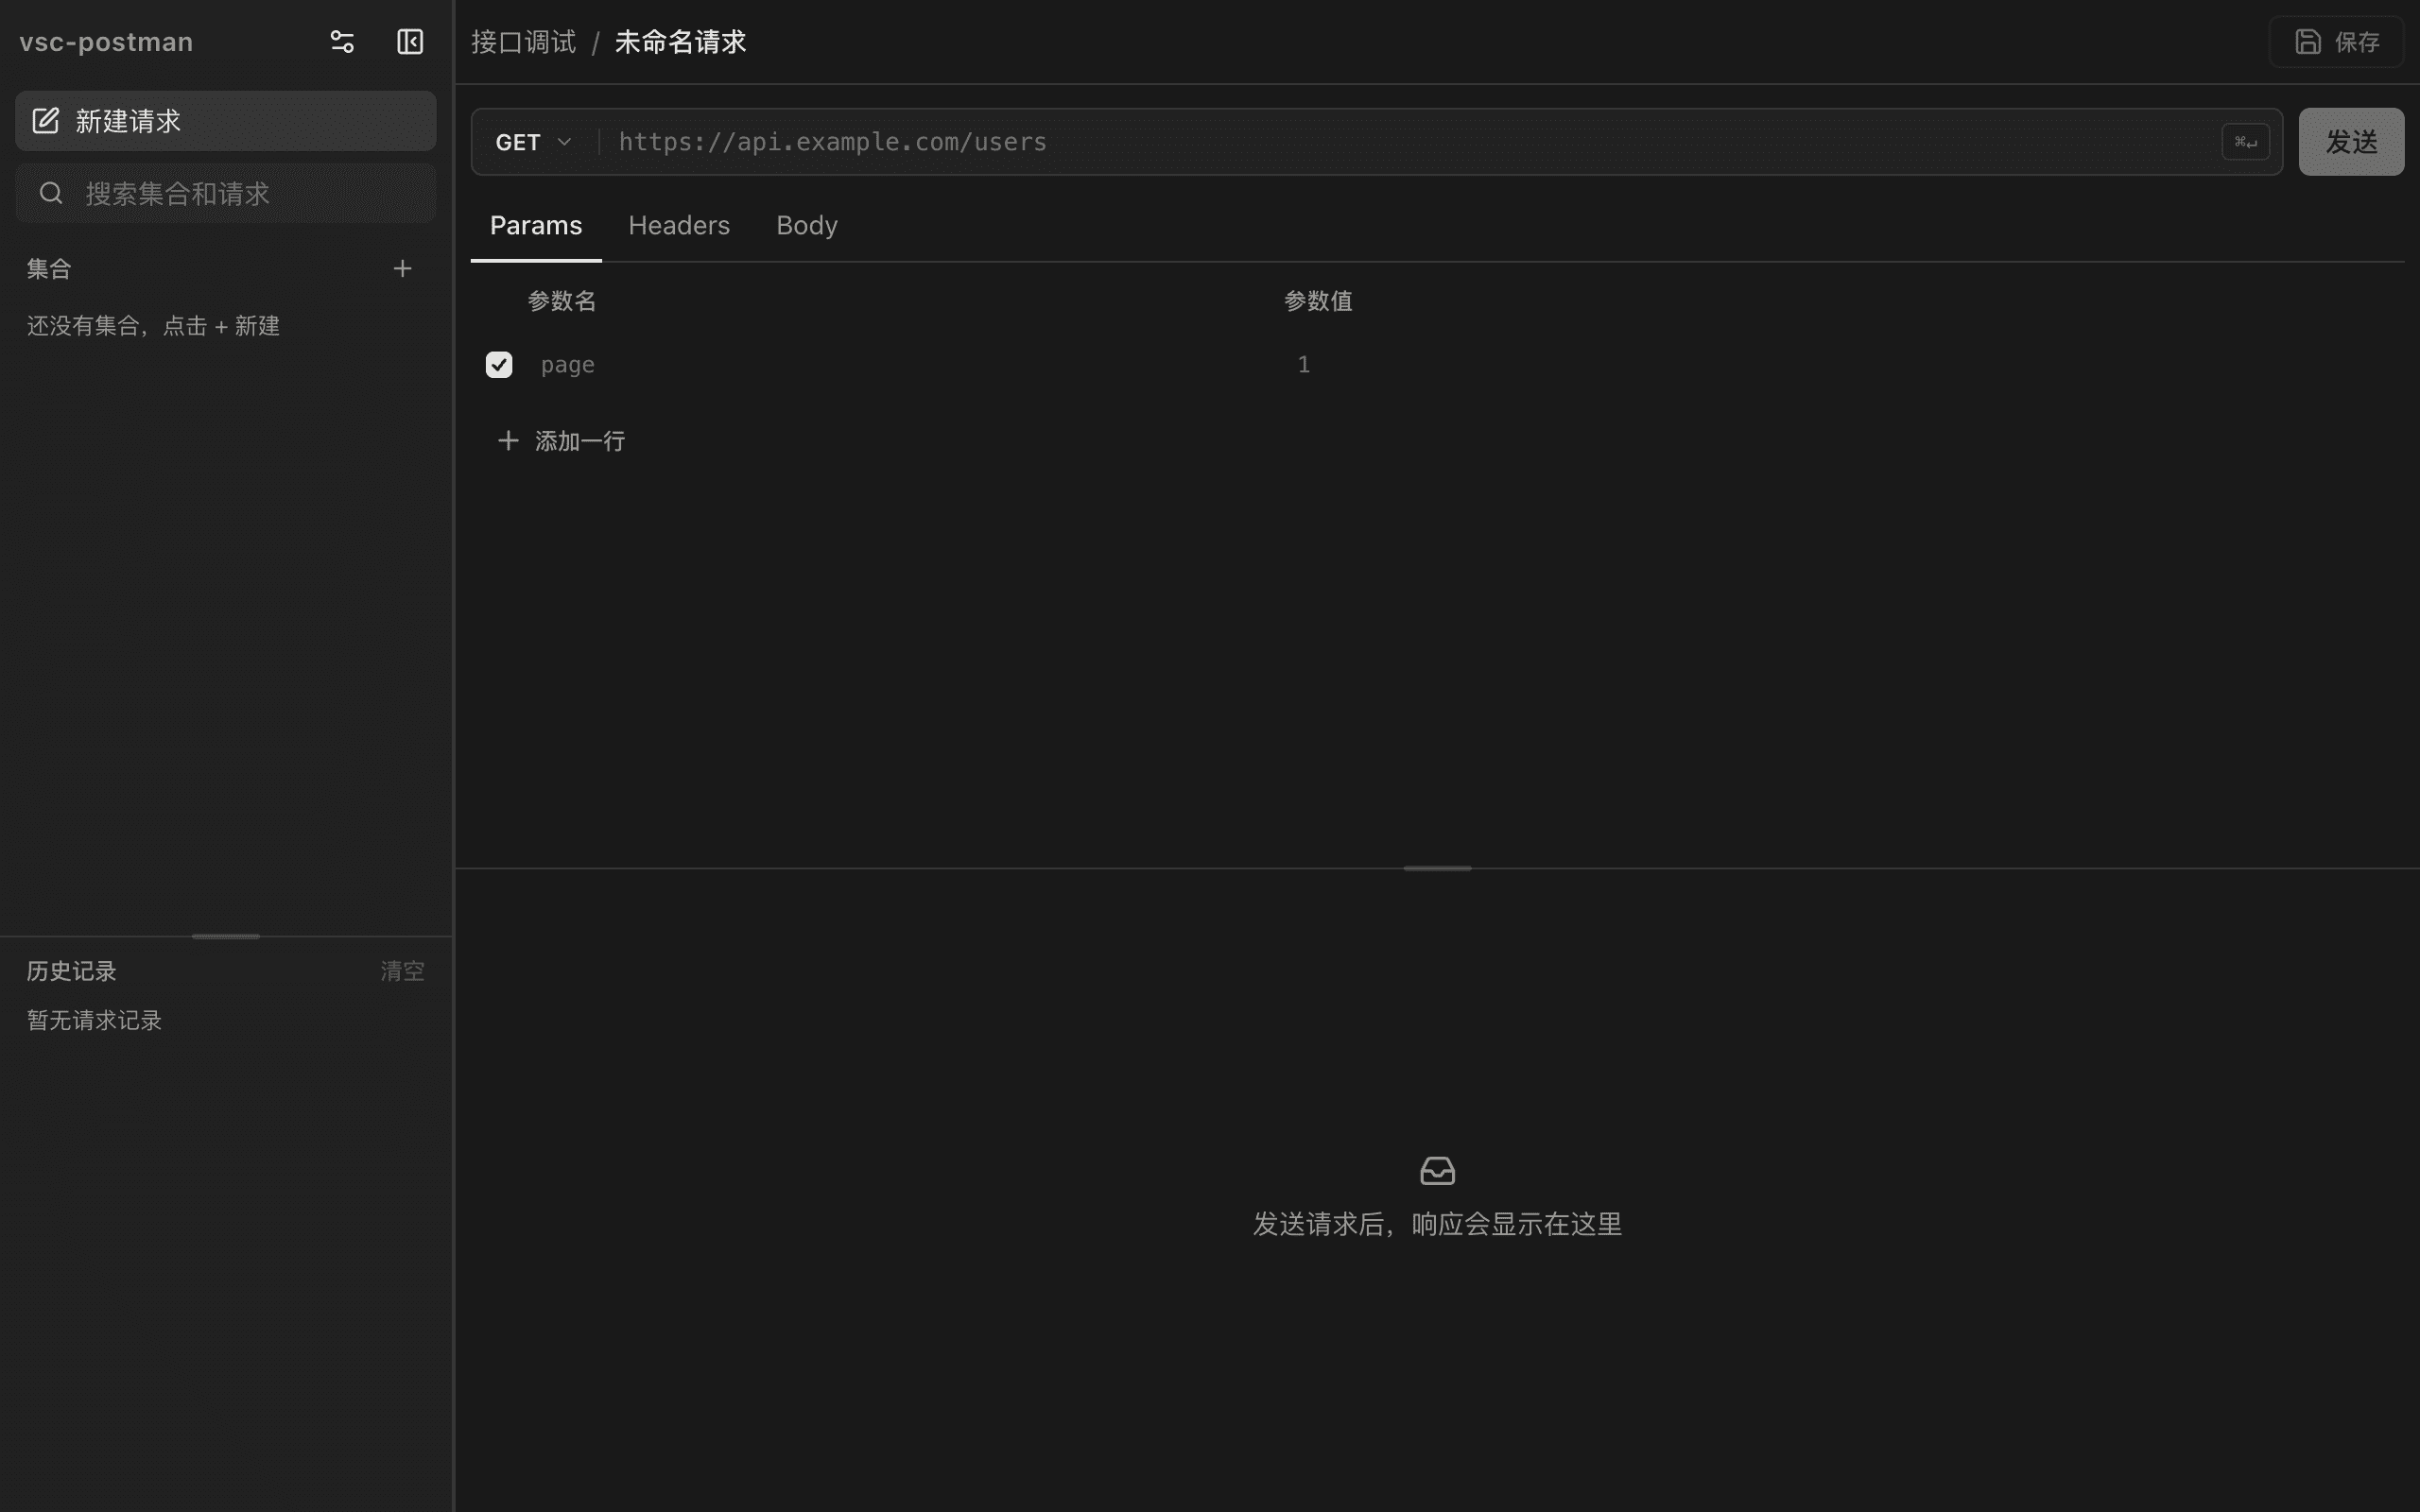 vsc-postman
新建请求
搜索集合和请求
集合
还没有集合，点击 + 新建
历史记录
清空
暂无请求记录
接口调试 / 未命名请求
保存
GET
https://api.example.com/users
⌘↵
发送
Params
Headers
Body
参数名
参数值
page
1
添加一行
发送请求后，响应会显示在这里